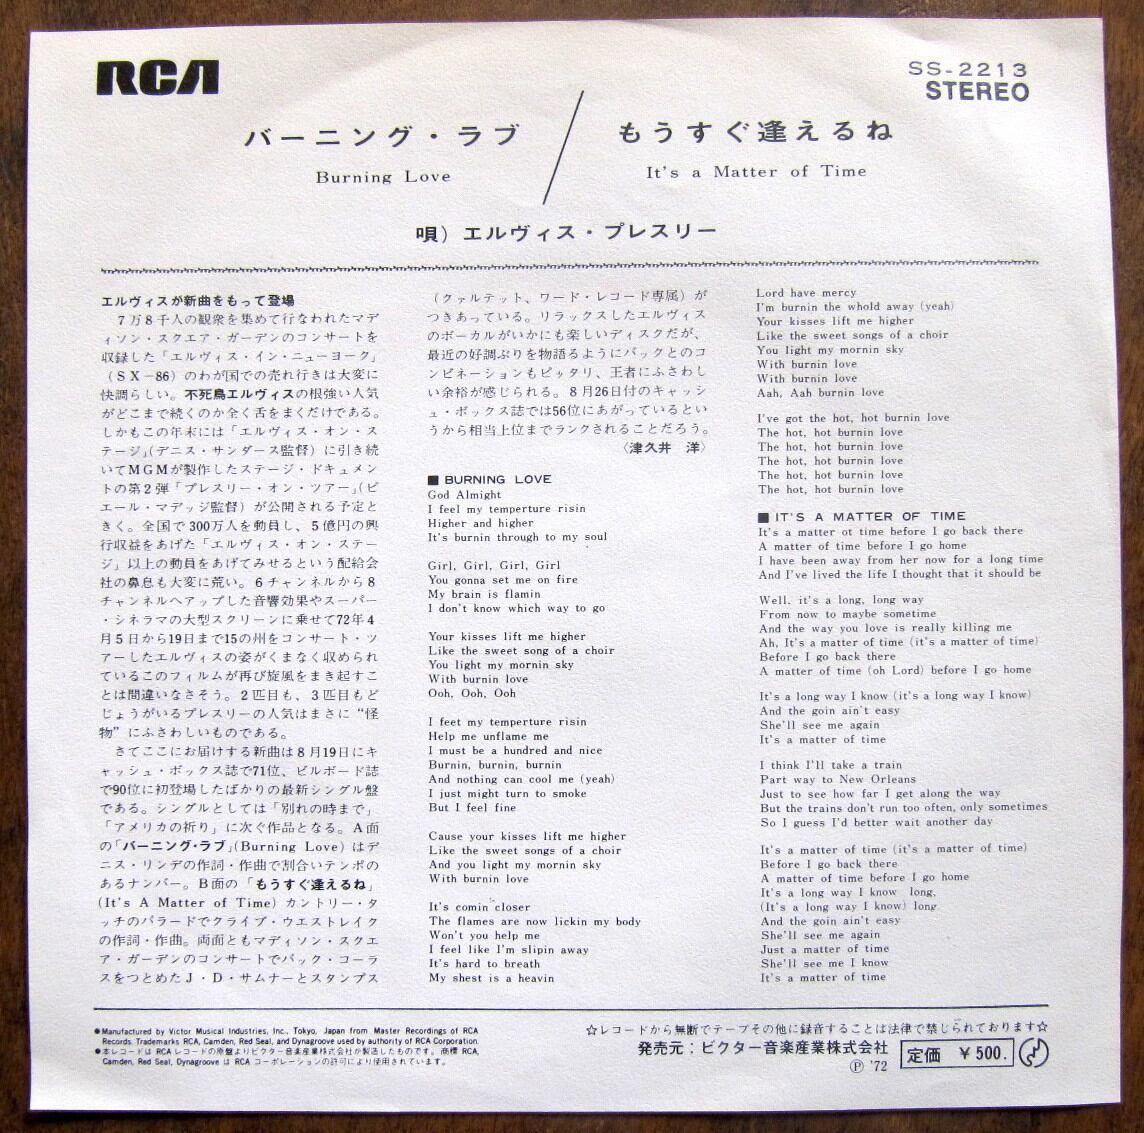 RCA
SS-2213
STEREO
バーニング・ラブ
Burning Love
もうすぐ逢えるね
It's a Matter of Time
唄）エルヴィス・プレスリー
エルヴィスが新曲をもって登場
７万８千人の観衆を集めて行なわれたマデ
ィソン・スクエア・ガーデンのコンサートを
収録した「エルヴィス・イン・ニューヨーク」
（ＳＸ－86）のわが国での売れ行きは大変に
快調らしい。不死鳥エルヴィスの根強い人気
がどこまで続くのか全く舌をまくだけである。
しかもこの年末には「エルヴィス・オン・ス
テージ」（デニス・サンダース監督）に引き続
いてＭＧＭが製作したステージ・ドキュメン
トの第２弾「プレスリー・オン・ツアー」（ピ
エール・マデッジ監督）が公開される予定と
きく。全国で300万人を動員し、５億円の興
行収益をあげた「エルヴィス・オン・ステー
ジ」以上の動員をあげてみせるという配給会
社の鼻息も大変に荒い。６チャンネルから８
チャンネルへアップした音響効果やスーパー
・シネラマの大型スクリーンに乗せて72年４
月５日から19日まで15の州をコンサート・ツ
アーしたエルヴィスの姿がくまなく収められ
ているこのフィルムが再び旋風をまき起すこ
とは間違いなさそう。２匹目も、３匹目もど
じょうがいるプレスリーの人気はまさに“怪
物”にふさわしいものである。
さてここにお届けする新曲は８月19日にキ
ャッシュ・ボックス誌で71位、ビルボード誌
で90位に初登場したばかりの最新シングル盤
である。シングルとしては「別れの時まで」
「アメリカの祈り」に次ぐ作品となる。Ａ面
の「バーニング・ラブ」（Burning Love）はデ
ニス・リンデの作詞・作曲で割合いテンポの
あるナンバー。Ｂ面の「もうすぐ逢えるね」
（It's A Matter of Time）カントリー・タ
ッチのバラードでクライブ・ウエストレイク
の作詞・作曲。両面ともマディソン・スクエ
ア・ガーデンのコンサートでバック・コーラ
スをつとめたＪ・Ｄ・サムナーとスタンプス
（クァルテット、ワード・レコード専属）が
つきあっている。リラックスしたエルヴィス
のボーカルがいかにも楽しいディスクだが、
最近の好調ぶりを物語るようにバックとのコ
ンビネーションもピッタリ、王者にふさわし
い余裕が感じられる。８月26日付のキャッシ
ュ・ボックス誌では56位にあがっているとい
うから相当上位までランクされることだろう。
〈津久井　洋〉
■ BURNING LOVE
God Almight
I feel my temperture risin
Higher and higher
It's burnin through to my soul
Girl, Girl, Girl, Girl
You gonna set me on fire
My brain is flamin
I don't know which way to go
Your kisses lift me higher
Like the sweet song of a choir
You light my mornin sky
With burnin love
Ooh, Ooh, Ooh
I feet my temperture risin
Help me unflame me
I must be a hundred and nice
Burnin, burnin, burnin
And nothing can cool me (yeah)
I just might turn to smoke
But I feel fine
Cause your kisses lift me higher
Like the sweet songs of a choir
And you light my mornin sky
With burnin love
It's comin closer
The flames are now lickin my body
Won't you help me
I feel like I'm slipin away
It's hard to breath
My shest is a heavin
Lord have mercy
I'm burnin the whold away (yeah)
Your kisses lift me higher
Like the sweet songs of a choir
You light my mornin sky
With burnin love
With burnin love
Aah, Aah burnin love
I've got the hot, hot burnin love
The hot, hot burnin love
The hot, hot burnin love
The hot, hot burnin love
The hot, hot burnin love
The hot, hot burnin love
■ IT'S A MATTER OF TIME
It's a matter ot time before I go back there
A matter of time before I go home
I have been away from her now for a long time
And I've lived the life I thought that it should be
Well, it's a long, long way
From now to maybe sometime
And the way you love is really killing me
Ah, It's a matter of time (it's a matter of time)
Before I go back there
A matter of time (oh Lord) before I go home
It's a long way I know (it's a long way I know)
And the goin ain't easy
She'll see me again
It's a matter of time
I think I'll take a train
Part way to New Orleans
Just to see how far I get along the way
But the trains don't run too often, only sometimes
So I guess I'd better wait another day
It's a matter of time (it's a matter of time)
Before I go back there
A matter of time before I go home
It's a long way I know long,
(It's a long way I know) long
And the goin ain't easy
She'll see me again
Just a matter of time
She'll see me I know
It's a matter of time
●Manufactured by Victor Musical Industries, Inc., Tokyo, Japan from Master Recordings of RCA
Records. Trademarks RCA, Camden, Red Seal, and Dynagroove used by authority of RCA Corporation.
●本レコードは RCA レコードの原盤よりビクター音楽産業株式会社が製造したものです。商標 RCA,
Camden, Red Seal, Dynagroove は RCA コーポレーションの許可により使用されています。
☆レコードから無断でテープその他に録音することは法律で禁じられております☆
発売元：ビクター音楽産業株式会社
Ⓟ '72
定価 ￥500.